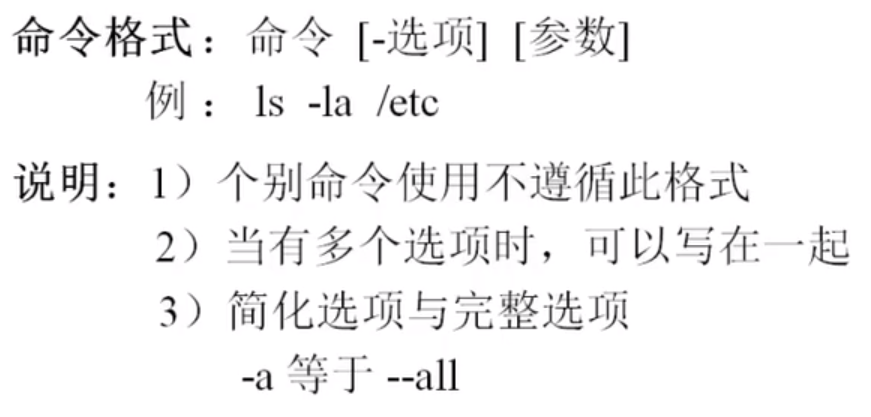 命令格式：命令 [-选项] [参数]
例： ls -la /etc
说明：1）个别命令使用不遵循此格式
2）当有多个选项时，可以写在一起
3）简化选项与完整选项
-a 等于 --all